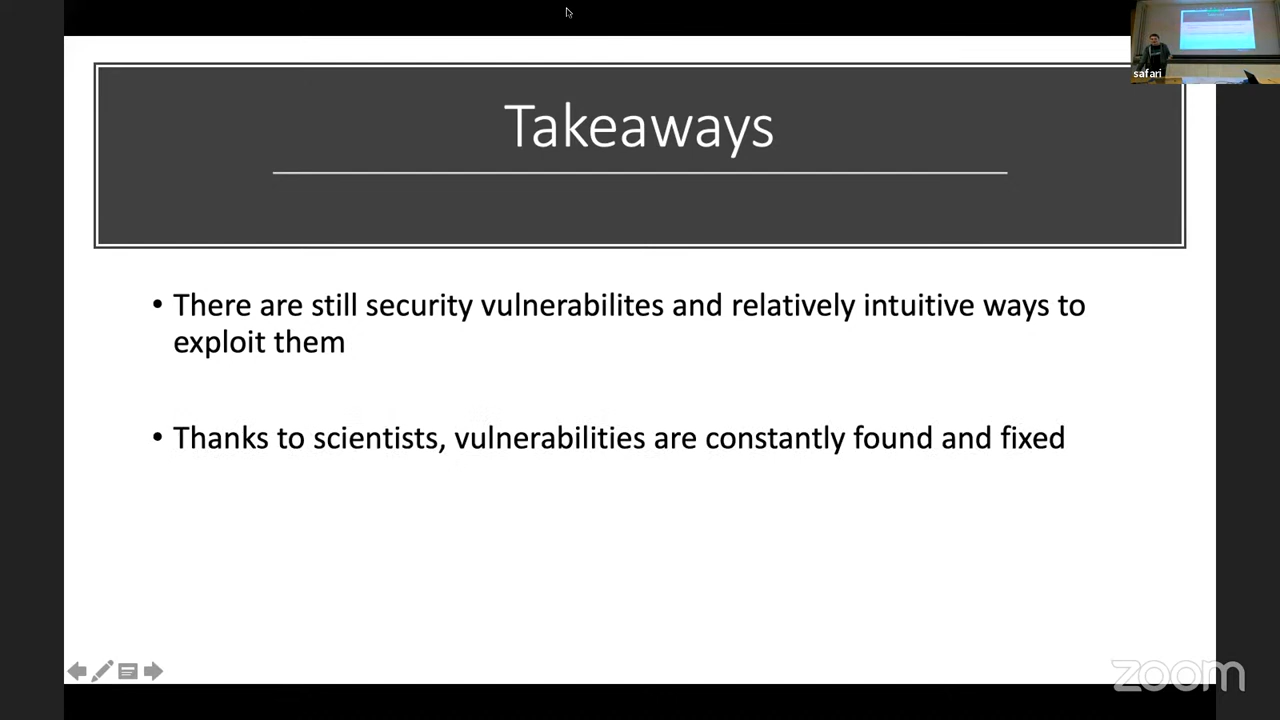 safari
Takeaways
• There are still security vulnerabilites and relatively intuitive ways to
exploit them
• Thanks to scientists, vulnerabilities are constantly found and fixed
zoom